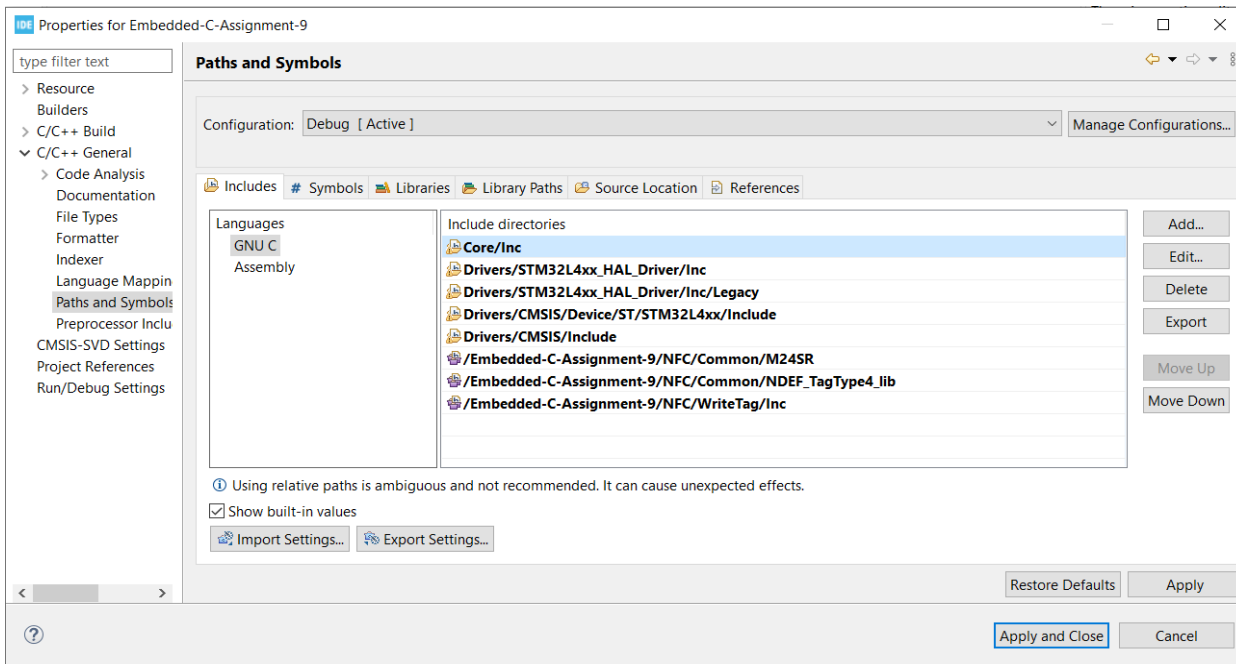 IDE Properties for Embedded-C-Assignment-9
type filter text
Resource
Builders
C/C++ Build
C/C++ General
Code Analysis
Documentation
File Types
Formatter
Indexer
Language Mappin
Paths and Symbols
Preprocessor Inclu
CMSIS-SVD Settings
Project References
Run/Debug Settings
Paths and Symbols
Configuration: Debug [ Active ]
Manage Configurations...
Includes # Symbols Libraries Library Paths Source Location References
Languages
GNU C
Assembly
Include directories
Core/Inc
Drivers/STM32L4xx_HAL_Driver/Inc
Drivers/STM32L4xx_HAL_Driver/Inc/Legacy
Drivers/CMSIS/Device/ST/STM32L4xx/Include
Drivers/CMSIS/Include
/Embedded-C-Assignment-9/NFC/Common/M24SR
/Embedded-C-Assignment-9/NFC/Common/NDEF_TagType4_lib
/Embedded-C-Assignment-9/NFC/WriteTag/Inc
Add...
Edit...
Delete
Export
Move Up
Move Down
Using relative paths is ambiguous and not recommended. It can cause unexpected effects.
Show built-in values
Import Settings... Export Settings...
Restore Defaults Apply
Apply and Close Cancel